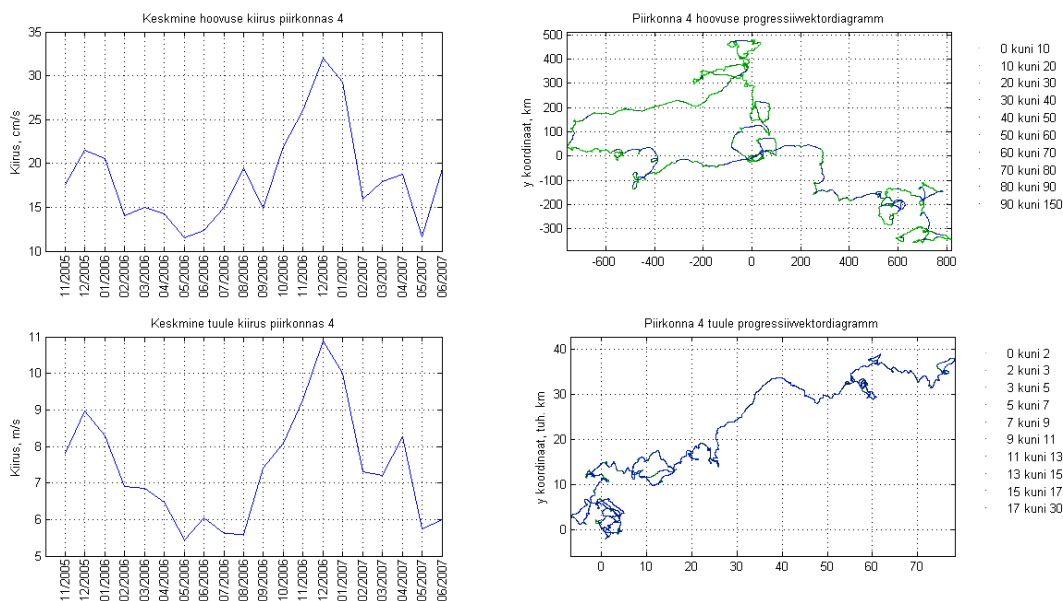 Keskmine hoovuse kiirus piirkonnas 4
Kiirus, cm/s
35
30
25
20
15
10
11/2005
12/2005
01/2006
02/2006
03/2006
04/2006
05/2006
06/2006
07/2006
08/2006
09/2006
10/2006
11/2006
12/2006
01/2007
02/2007
03/2007
04/2007
05/2007
06/2007
Piirkonna 4 hoovuse progressiivvektordiagramm
y koordinaat, km
500
400
300
200
100
0
-100
-200
-300
-600
-400
-200
0
200
400
600
800
0 kuni 10
10 kuni 20
20 kuni 30
30 kuni 40
40 kuni 50
50 kuni 60
60 kuni 70
70 kuni 80
80 kuni 90
90 kuni 150
Keskmine tuule kiirus piirkonnas 4
Kiirus, m/s
11
10
9
8
7
6
5
11/2005
12/2005
01/2006
02/2006
03/2006
04/2006
05/2006
06/2006
07/2006
08/2006
09/2006
10/2006
11/2006
12/2006
01/2007
02/2007
03/2007
04/2007
05/2007
06/2007
Piirkonna 4 tuule progressiivvektordiagramm
y koordinaat, tuh. km
40
30
20
10
0
0
10
20
30
40
50
60
70
0 kuni 2
2 kuni 3
3 kuni 5
5 kuni 7
7 kuni 9
9 kuni 11
11 kuni 13
13 kuni 15
15 kuni 17
17 kuni 30